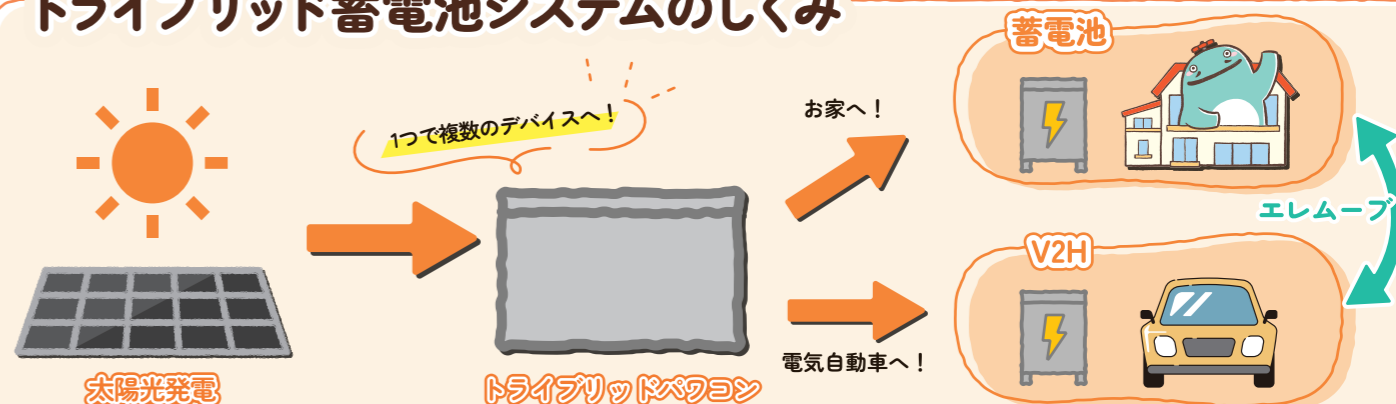 トライブリッド蓄電池システムのしくみ
蓄電池
1つで複数のデバイスへ！
お家へ！
エレムーブ
V2H
電気自動車へ！
太陽光発電
トライブリッドパワコン